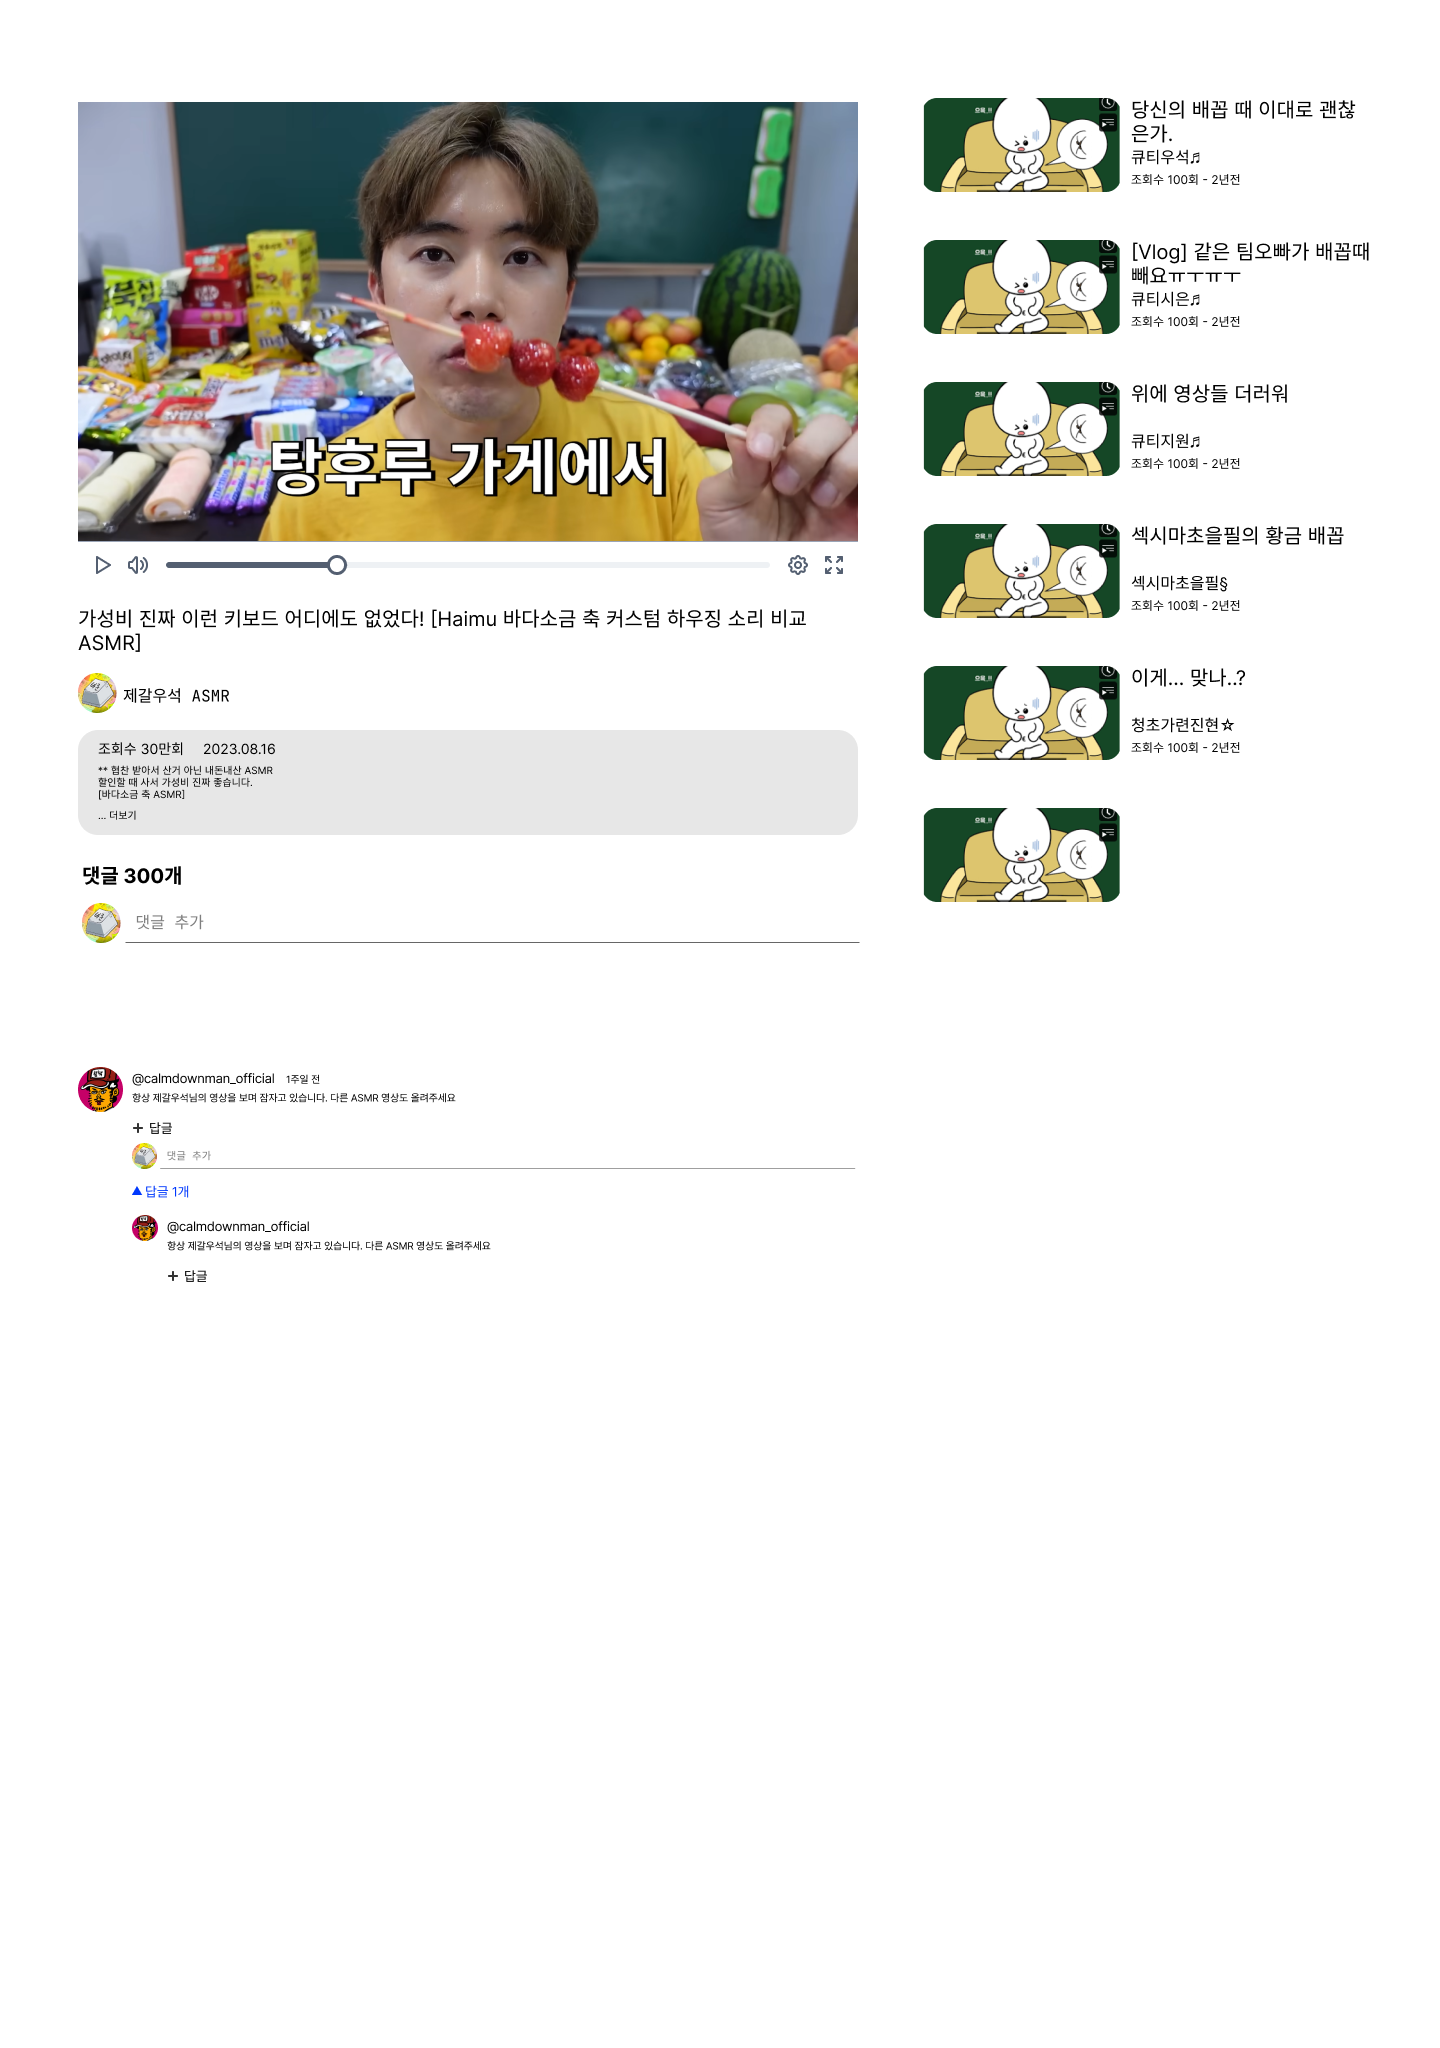 탕후루 가게에서
가성비 진짜 이런 키보드 어디에도 없었다! [Haimu 바다소금 축 커스텀 하우징 소리 비교
ASMR]
제갈우석 ASMR
조회수 30만회 2023.08.16
** 협찬 받아서 산거 아닌 내돈내산 ASMR
할인할 때 사서 가성비 진짜 좋습니다.
[바다소금 축 ASMR]
... 더보기
댓글 300개
댓글 추가
@calmdownman_official 1주일 전
항상 제갈우석님의 영상을 보며 잠자고 있습니다. 다른 ASMR 영상도 올려주세요
+ 답글
댓글 추가
▲ 답글 1개
@calmdownman_official
항상 제갈우석님의 영상을 보며 잠자고 있습니다. 다른 ASMR 영상도 올려주세요
+ 답글
당신의 배꼽 때 이대로 괜찮
은가.
큐티우석♬
조회수 100회 - 2년전
[Vlog] 같은 팀오빠가 배꼽때
빼요ㅠㅜㅠㅜ
큐티시은♬
조회수 100회 - 2년전
위에 영상들 더러워
큐티지원♬
조회수 100회 - 2년전
섹시마초을필의 황금 배꼽
섹시마초을필§
조회수 100회 - 2년전
이게... 맞나..?
청초가련진현☆
조회수 100회 - 2년전